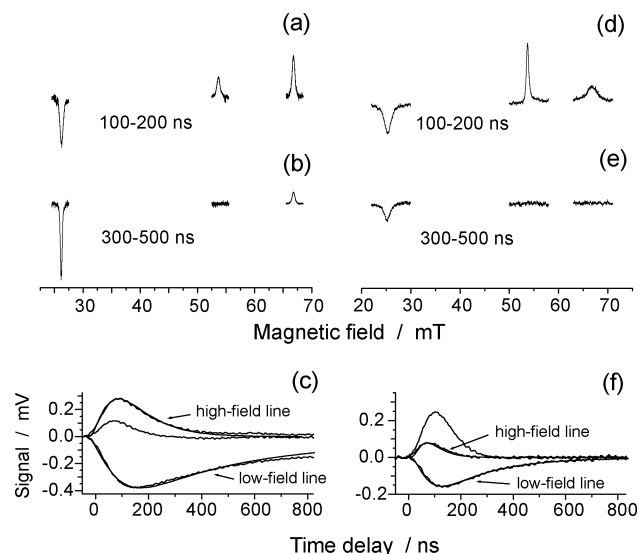 (a)
(d)
100-200 ns
100-200 ns
(b)
(e)
300-500 ns
300-500 ns
30 40 50 60 70
20 30 40 50 60 70
Magnetic field / mT
(c)
(f)
0.2
0.0
-0.2
-0.4
Signal / mV
high-field line
low-field line
0.2
0.0
-0.2
high-field line
low-field line
0 200 400 600 800
0 200 400 600 800
Time delay / ns